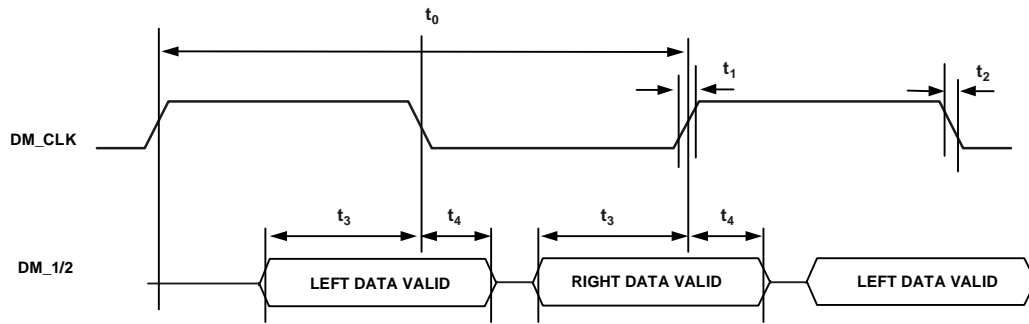 t0
t1
t2
DM_CLK
t3
t4
t3
t4
DM_1/2
LEFT DATA VALID
RIGHT DATA VALID
LEFT DATA VALID